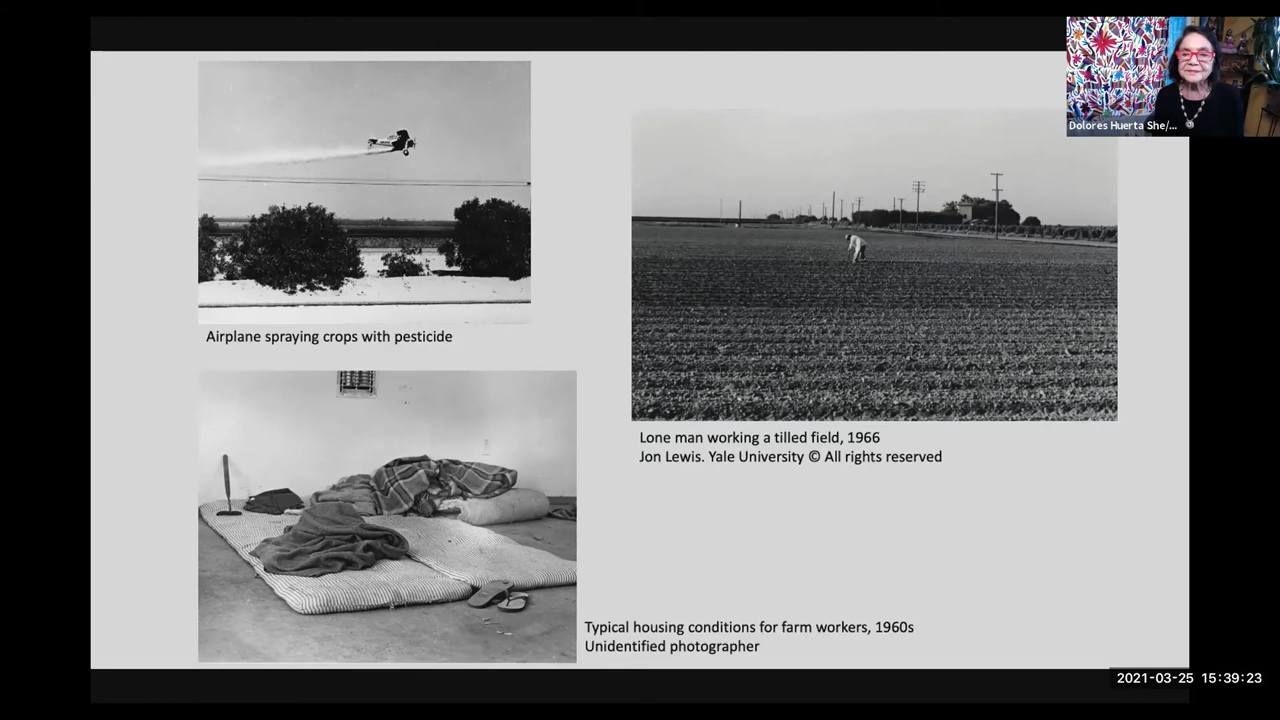 Dolores Huerta She/...
Airplane spraying crops with pesticide
Lone man working a tilled field, 1966
Jon Lewis. Yale University © All rights reserved
Typical housing conditions for farm workers, 1960s
Unidentified photographer
2021-03-25 15:39:23